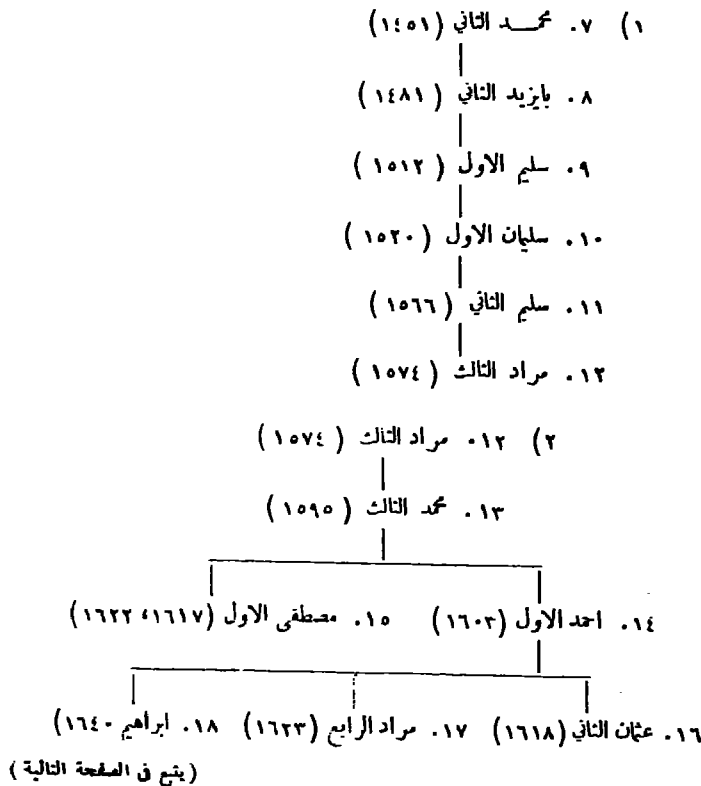 ١) ٧. محمد الثاني (١٤٥١)
٨. بايزيد الثاني (١٤٨١)
٩. سليم الاول (١٥١٢)
١٠. سليمان الاول (١٥٢٠)
١١. سليم الثاني (١٥٦٦)
١٢. مراد الثالث (١٥٧٤)
٢) ١٢. مراد الثالث (١٥٧٤)
١٣. محمد الثالث (١٥٩٥)
١٤. احمد الاول (١٦٠٣) ١٥. مصطفى الاول (١٦١٧، ١٦٢٢)
١٦. عثمان الثاني (١٦١٨) ١٧. مراد الرابع (١٦٢٣) ١٨. ابراهيم ١٦٤٠)
(يتبع في الصفحة التالية)